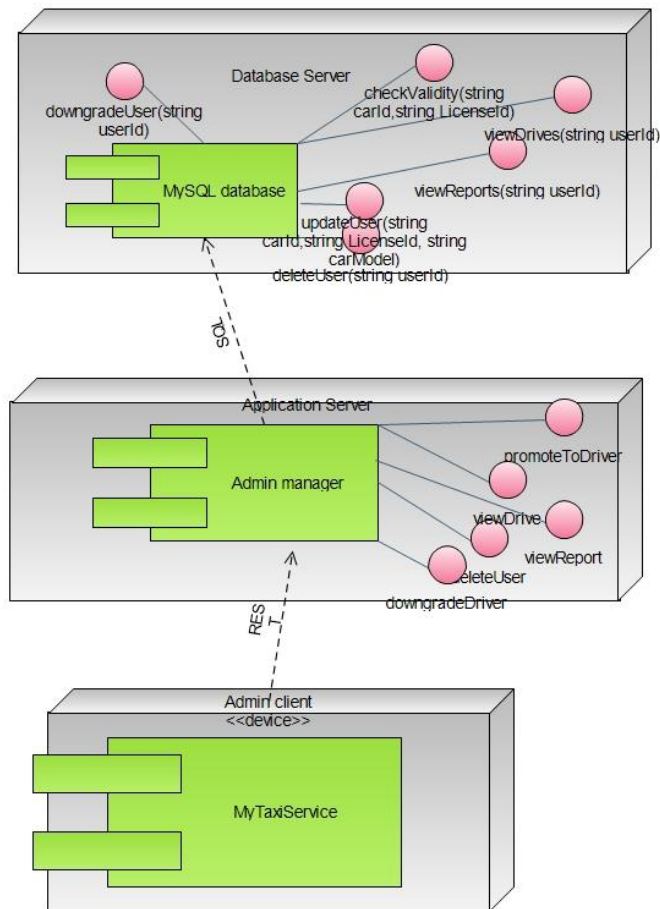 Database Server
downgradeUser(string
userId)
checkValidity(string
carId,string LicenseId)
viewDrives(string userId)
MySQL database
viewReports(string userId)
updateUser(string
carId,string LicenseId, string
carModel)
deleteUser(string userId)
SQL
Application Server
Admin manager
promoteToDriver
viewDrive
viewReport
deleteUser
downgradeDriver
RES
T
Admin client
<<device>>
MyTaxiService